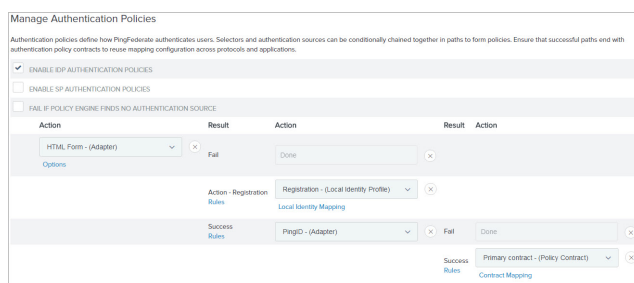 Manage Authentication Policies
Authentication policies define how PingFederate authenticates users. Selectors and authentication sources can be conditionally chained together in paths to form policies. Ensure that successful paths end with
authentication policy contracts to reuse mapping configuration across protocols and applications.
ENABLE IDP AUTHENTICATION POLICIES
ENABLE SP AUTHENTICATION POLICIES
FAIL IF POLICY ENGINE FINDS NO AUTHENTICATION SOURCE
Action Result Action Result Action
HTML Form - (Adapter)
Options
Fail Done
Action - Registration Registration - (Local Identity Profile)
Rules Local Identity Mapping
Success PingID - (Adapter) Fail Done
Rules
Success Primary contract - (Policy Contract)
Rules Contract Mapping